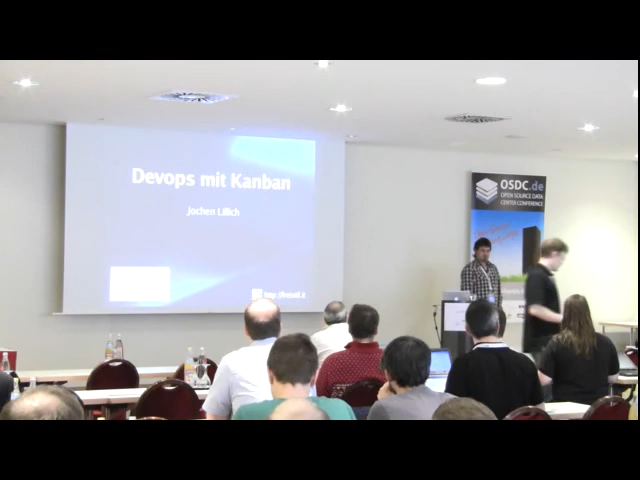 Devops mit Kanban
Jochen Lillich
OSDC.de
OPEN SOURCE DATA
CENTER CONFERENCE